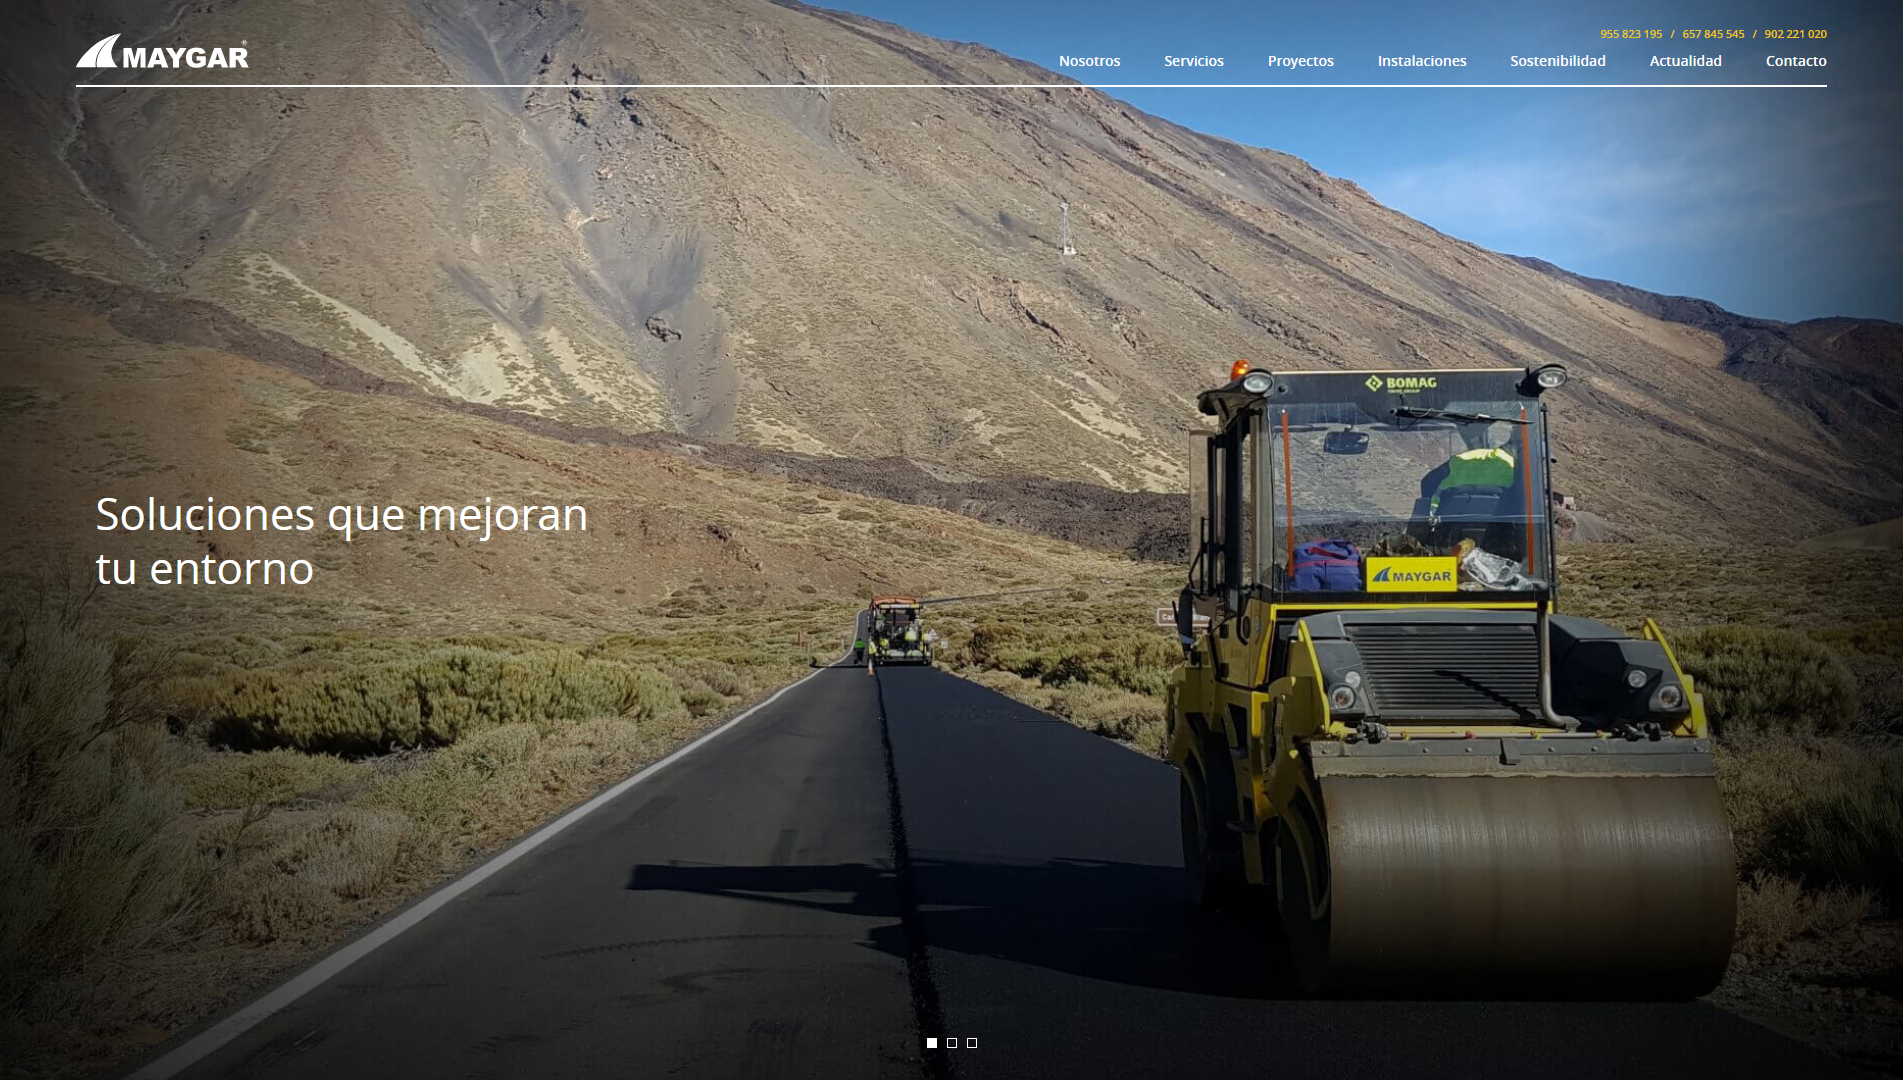 MAYGAR®
955 823 195 / 657 845 545 / 902 221 020
Nosotros Servicios Proyectos Instalaciones Sostenibilidad Actualidad Contacto
BOMAG
Soluciones que mejoran
tu entorno
MAYGAR